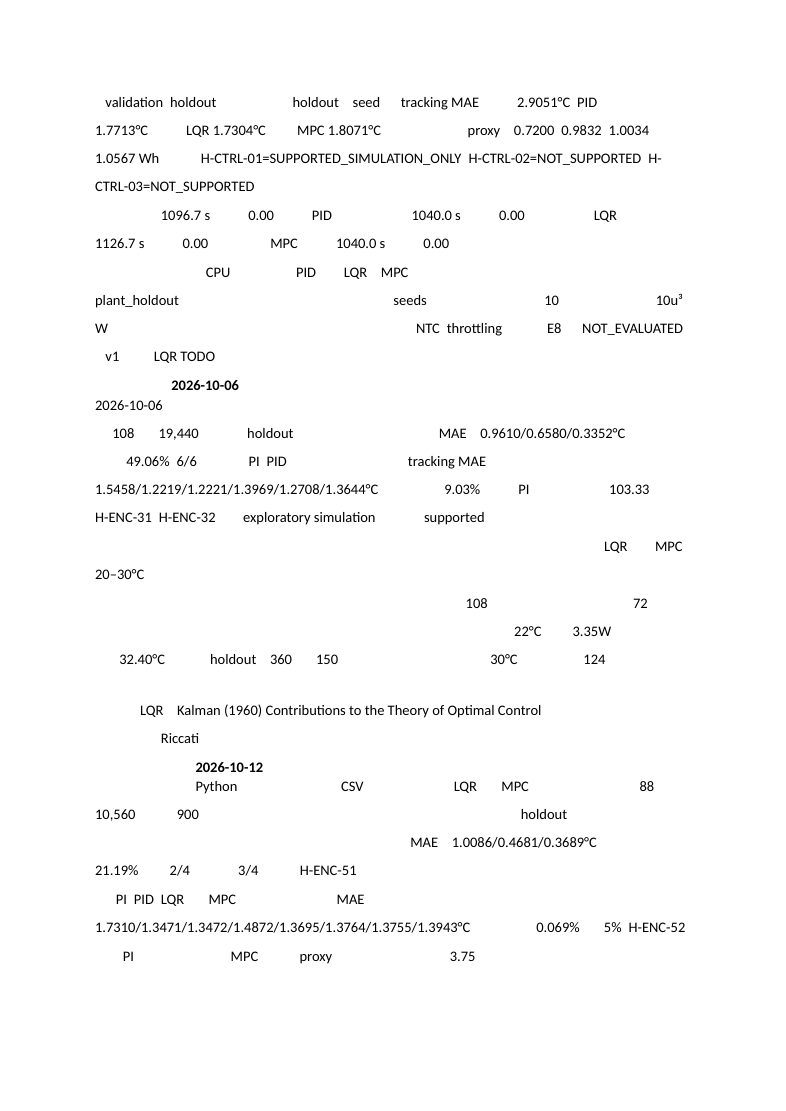 validation holdout holdout seed tracking MAE 2.9051°C PID
1.7713°C LQR 1.7304°C MPC 1.8071°C proxy 0.7200 0.9832 1.0034
1.0567 Wh H-CTRL-01=SUPPORTED_SIMULATION_ONLY H-CTRL-02=NOT_SUPPORTED H-
CTRL-03=NOT_SUPPORTED
1096.7 s 0.00 PID 1040.0 s 0.00 LQR
1126.7 s 0.00 MPC 1040.0 s 0.00
CPU PID LQR MPC
plant_holdout seeds 10 10u³
W NTC throttling E8 NOT_EVALUATED
v1 LQR TODO
2026-10-06
2026-10-06
108 19,440 holdout MAE 0.9610/0.6580/0.3352°C
49.06% 6/6 PI PID tracking MAE
1.5458/1.2219/1.2221/1.3969/1.2708/1.3644°C 9.03% PI 103.33
H-ENC-31 H-ENC-32 exploratory simulation supported
LQR MPC
20–30°C
108 72
22°C 3.35W
32.40°C holdout 360 150 30°C 124
LQR Kalman (1960) Contributions to the Theory of Optimal Control
Riccati
2026-10-12
Python CSV LQR MPC 88
10,560 900 holdout
MAE 1.0086/0.4681/0.3689°C
21.19% 2/4 3/4 H-ENC-51
PI PID LQR MPC MAE
1.7310/1.3471/1.3472/1.4872/1.3695/1.3764/1.3755/1.3943°C 0.069% 5% H-ENC-52
PI MPC proxy 3.75